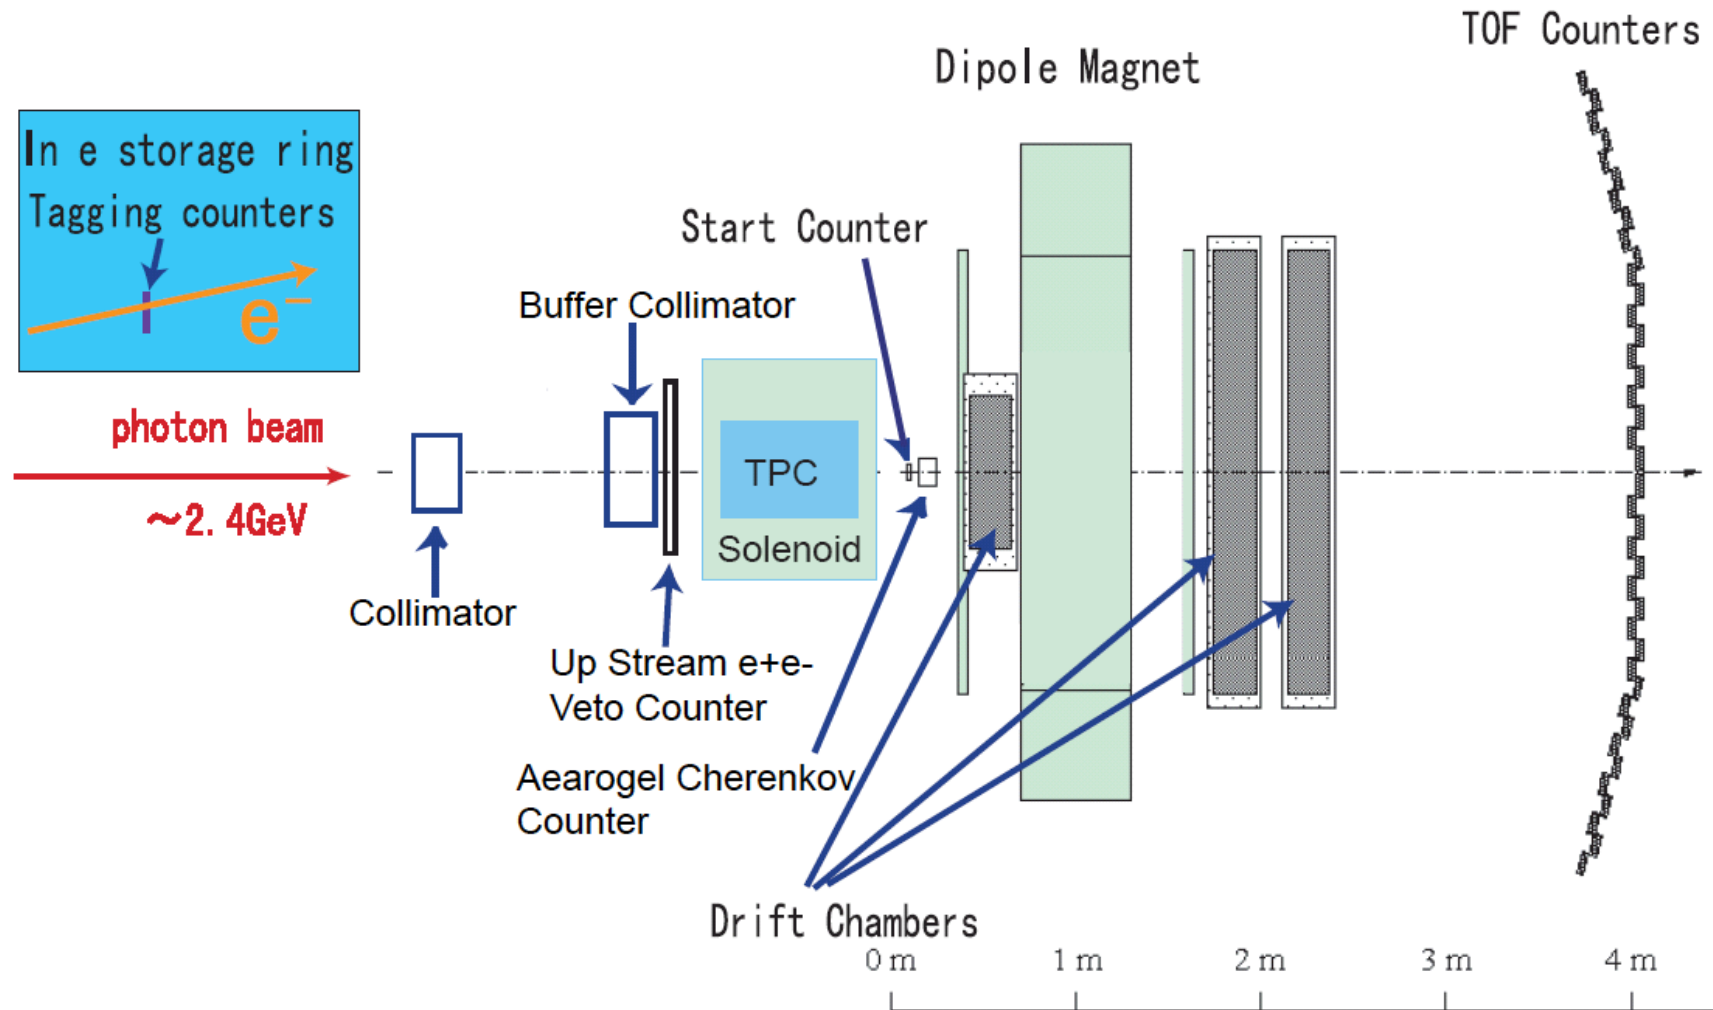 TOF Counters
Dipole Magnet
In e storage ring
Tagging counters
e−
Start Counter
Buffer Collimator
photon beam
~2.4GeV
TPC
Solenoid
Collimator
Up Stream e+e-
Veto Counter
Aearogel Cherenkov
Counter
Drift Chambers
0 m 1 m 2 m 3 m 4 m